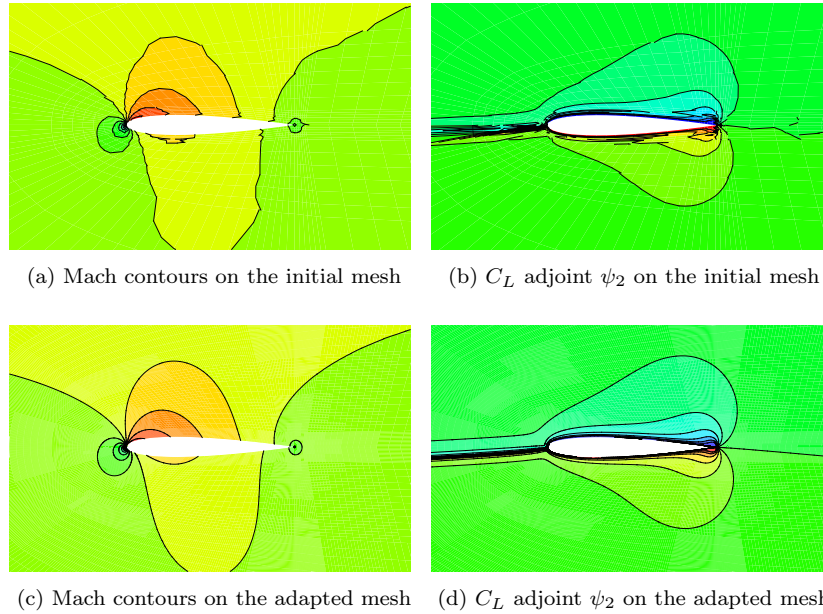 (a) Mach contours on the initial mesh
(b) $C_L$ adjoint $\psi_2$ on the initial mesh
(c) Mach contours on the adapted mesh
(d) $C_L$ adjoint $\psi_2$ on the adapted mesh